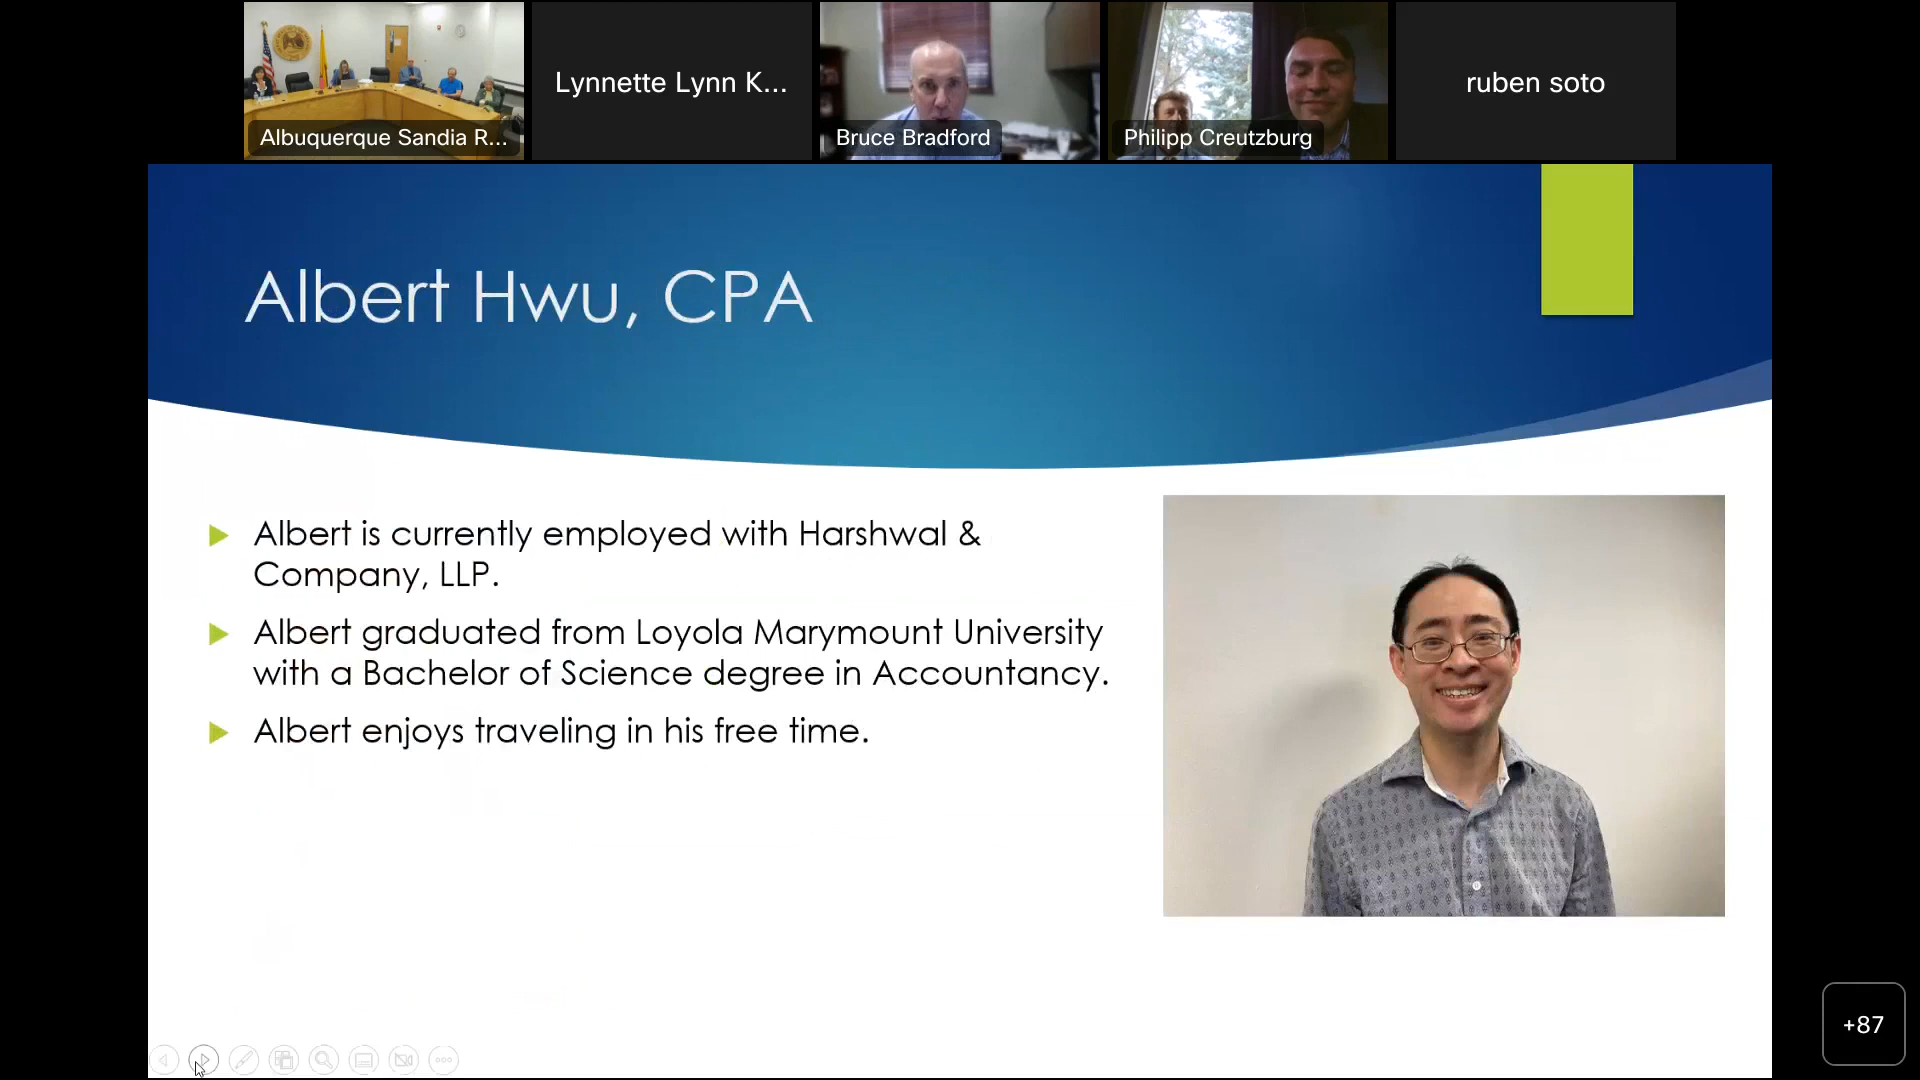 Albuquerque Sandia R...
Lynnette Lynn K...
Bruce Bradford
Philipp Creutzburg
ruben soto
Albert Hwu, CPA
Albert is currently employed with Harshwal &
Company, LLP.
Albert graduated from Loyola Marymount University
with a Bachelor of Science degree in Accountancy.
Albert enjoys traveling in his free time.
+87